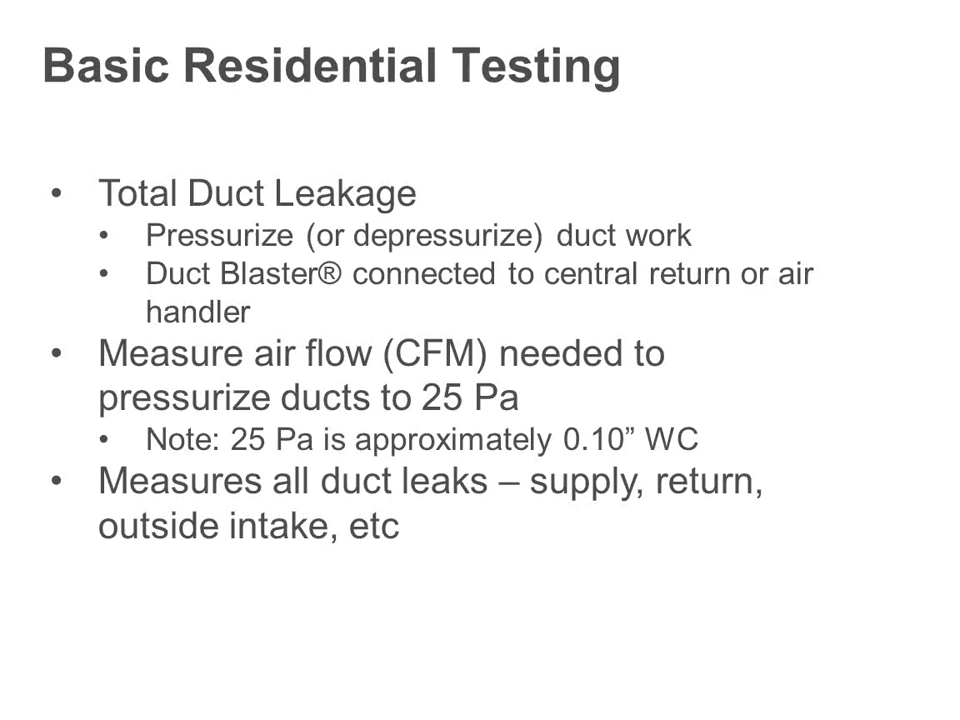 Basic Residential Testing
• Total Duct Leakage
• Pressurize (or depressurize) duct work
• Duct Blaster® connected to central return or air
handler
• Measure air flow (CFM) needed to
pressurize ducts to 25 Pa
• Note: 25 Pa is approximately 0.10” WC
• Measures all duct leaks – supply, return,
outside intake, etc